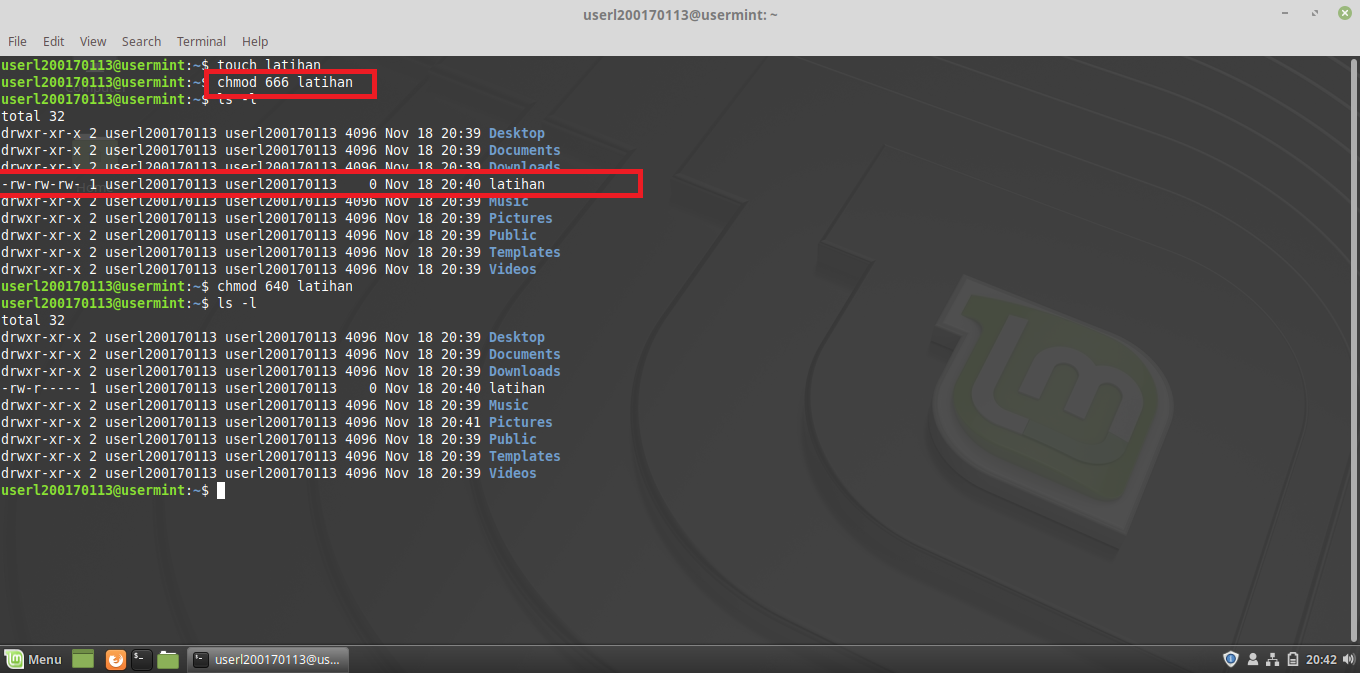 userl200170113@usermint: ~
File Edit View Search Terminal Help
userl200170113@usermint:~$ touch latihan
userl200170113@usermint:~$ chmod 666 latihan
userl200170113@usermint:~$ ls -l
total 32
drwxr-xr-x 2 userl200170113 userl200170113 4096 Nov 18 20:39 Desktop
drwxr-xr-x 2 userl200170113 userl200170113 4096 Nov 18 20:39 Documents
drwxr-xr-x 2 userl200170113 userl200170113 4096 Nov 18 20:39 Downloads
-rw-rw-rw- 1 userl200170113 userl200170113    0 Nov 18 20:40 latihan
drwxr-xr-x 2 userl200170113 userl200170113 4096 Nov 18 20:39 Music
drwxr-xr-x 2 userl200170113 userl200170113 4096 Nov 18 20:39 Pictures
drwxr-xr-x 2 userl200170113 userl200170113 4096 Nov 18 20:39 Public
drwxr-xr-x 2 userl200170113 userl200170113 4096 Nov 18 20:39 Templates
drwxr-xr-x 2 userl200170113 userl200170113 4096 Nov 18 20:39 Videos
userl200170113@usermint:~$ chmod 640 latihan
userl200170113@usermint:~$ ls -l
total 32
drwxr-xr-x 2 userl200170113 userl200170113 4096 Nov 18 20:39 Desktop
drwxr-xr-x 2 userl200170113 userl200170113 4096 Nov 18 20:39 Documents
drwxr-xr-x 2 userl200170113 userl200170113 4096 Nov 18 20:39 Downloads
-rw-r----- 1 userl200170113 userl200170113    0 Nov 18 20:40 latihan
drwxr-xr-x 2 userl200170113 userl200170113 4096 Nov 18 20:39 Music
drwxr-xr-x 2 userl200170113 userl200170113 4096 Nov 18 20:41 Pictures
drwxr-xr-x 2 userl200170113 userl200170113 4096 Nov 18 20:39 Public
drwxr-xr-x 2 userl200170113 userl200170113 4096 Nov 18 20:39 Templates
drwxr-xr-x 2 userl200170113 userl200170113 4096 Nov 18 20:39 Videos
userl200170113@usermint:~$
Menu userl200170113@us... 20:42